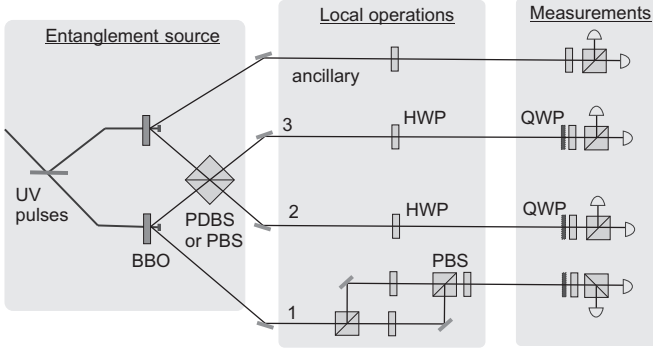 Entanglement source
Local operations
Measurements
ancillary
3
HWP
QWP
UV
pulses
PDBS
or PBS
2
HWP
QWP
BBO
PBS
1